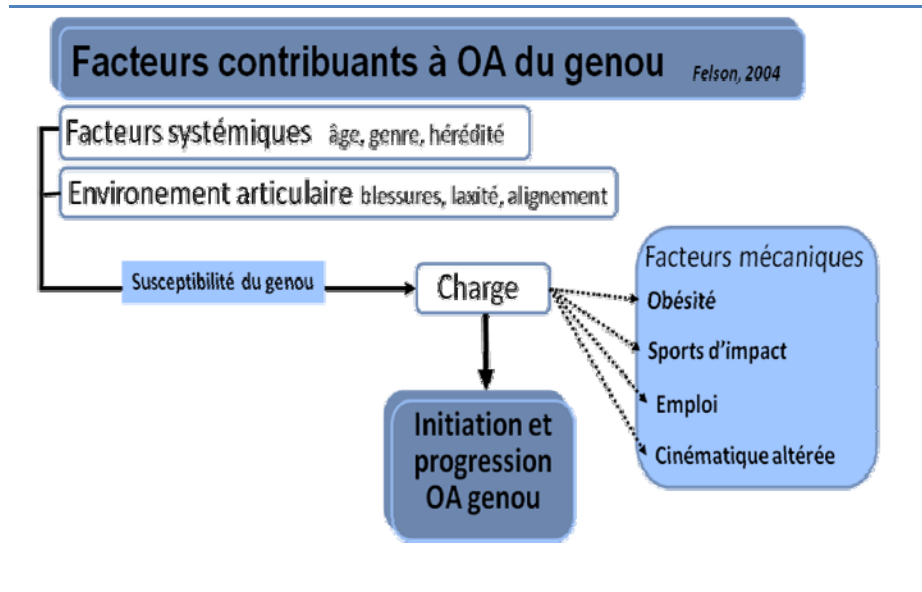 Facteurs contribuants à OA du genou Felson, 2004
Facteurs systémiques âge, genre, hérédité
Environement articulaire blessures, laxité, alignement
Susceptibilité du genou
Charge
Facteurs mécaniques
Obésité
Sports d'impact
Emploi
Cinématique altérée
Initiation et
progression
OA genou